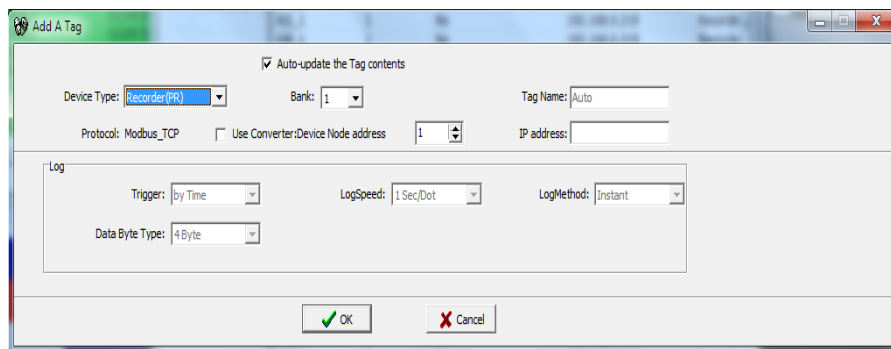 Add A Tag
Auto-update the Tag contents
Device Type: Recorder(PR) Bank: 1 Tag Name: Auto
Protocol: Modbus_TCP Use Converter:Device Node address 1 IP address:
Log
Trigger: by Time LogSpeed: 1 Sec/Dot LogMethod: Instant
Data Byte Type: 4 Byte
OK Cancel